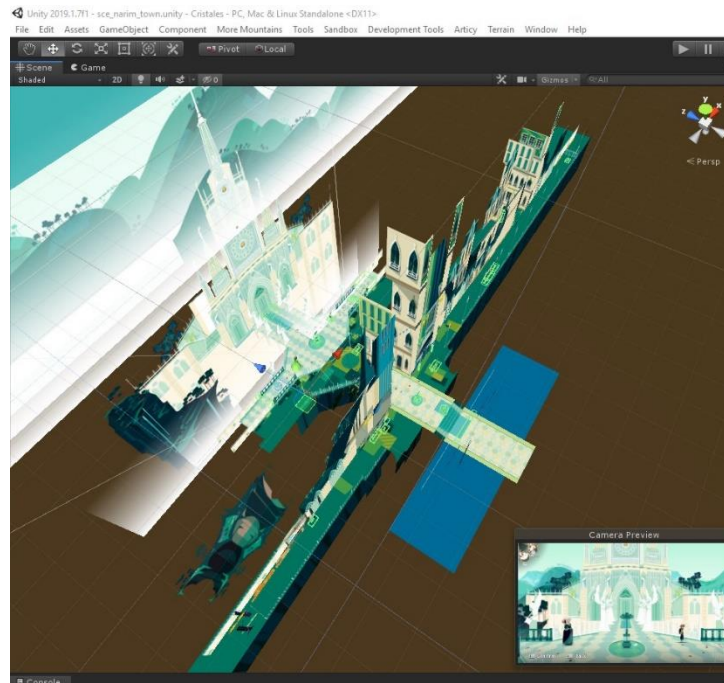 Unity 2019.1.7f1 - sce_narim_town.unity - Cristales - PC, Mac & Linux Standalone <DX11>
File Edit Assets GameObject Component More Mountains Tools Sandbox Development Tools Articy Terrain Window Help
Pivot Local
Scene Game
Shaded 2D 0 Gizmos All
y
z x
< Persp
Camera Preview
Console